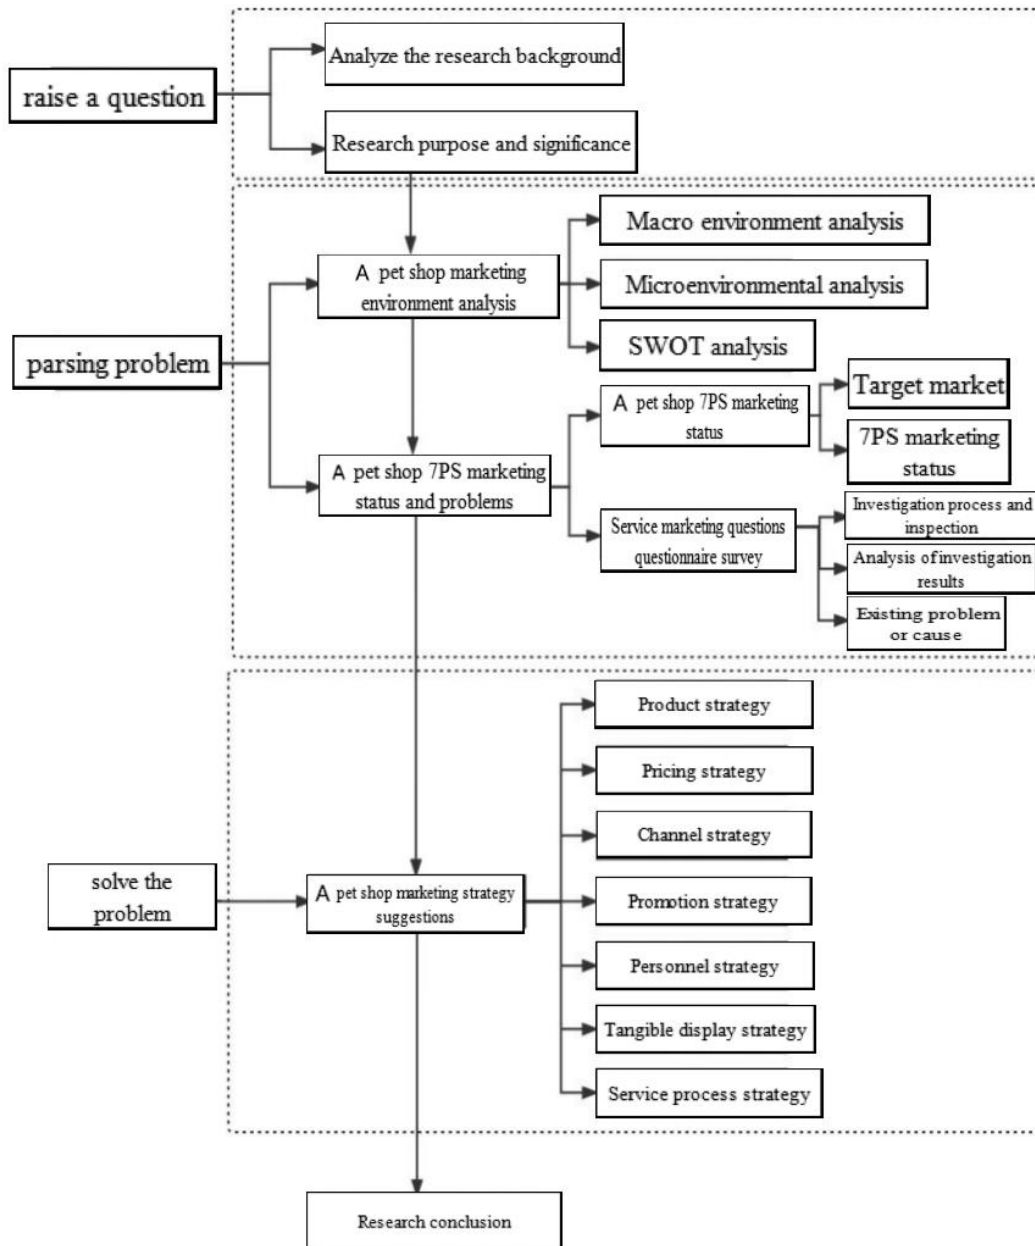 Analyze the research background
raise a question
Research purpose and significance
Macro environment analysis
A pet shop marketing
environment analysis
Microenvironmental analysis
SWOT analysis
parsing problem
A pet shop 7PS marketing
status
Target market
7PS marketing
status
A pet shop 7PS marketing
status and problems
Service marketing questions
questionnaire survey
Investigation process and
inspection
Analysis of investigation
results
Existing problem
or cause
Product strategy
Pricing strategy
Channel strategy
solve the
problem
A pet shop marketing strategy
suggestions
Promotion strategy
Personnel strategy
Tangible display strategy
Service process strategy
Research conclusion